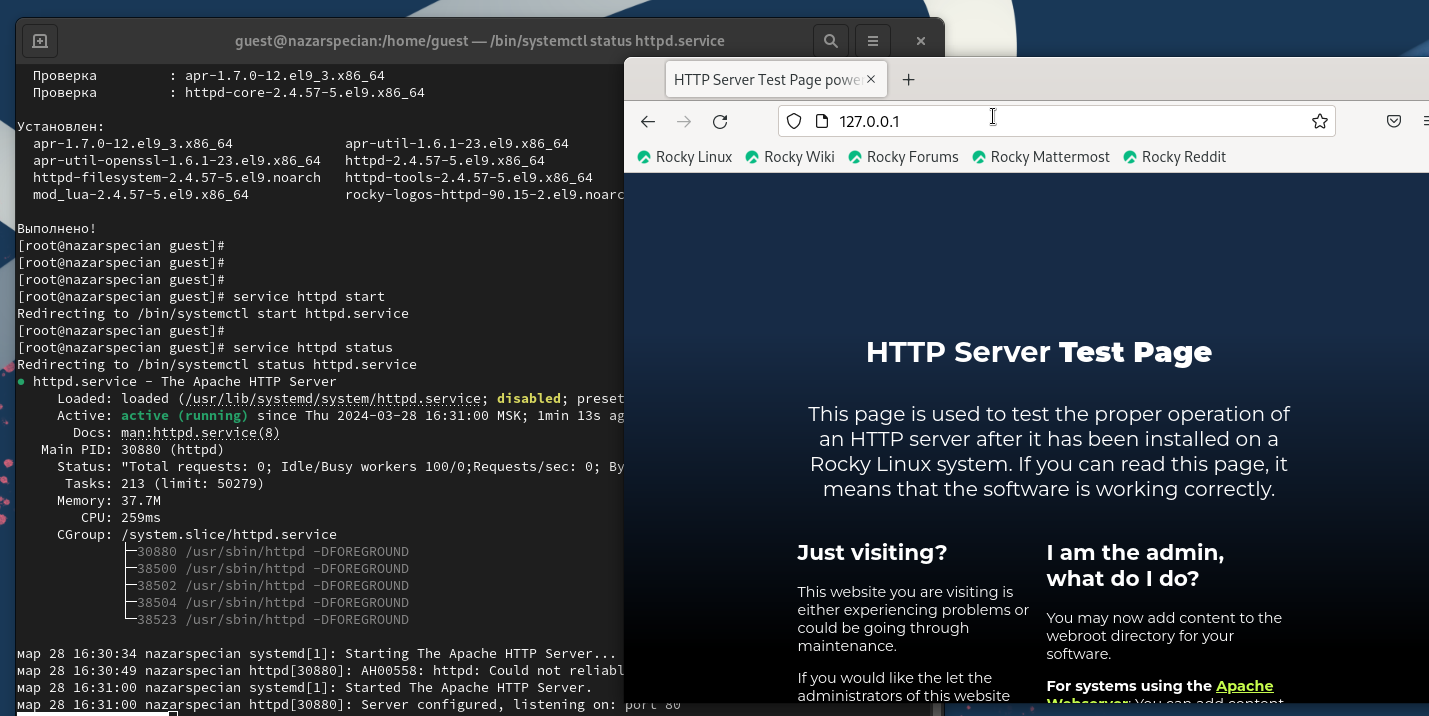 guest@nazarspecian:/home/guest — /bin/systemctl status httpd.service
Проверка : apr-1.7.0-12.el9_3.x86_64
Проверка : httpd-core-2.4.57-5.el9.x86_64
Установлен:
apr-1.7.0-12.el9_3.x86_64 apr-util-1.6.1-23.el9.x86_64
apr-util-openssl-1.6.1-23.el9.x86_64 httpd-2.4.57-5.el9.x86_64
httpd-filesystem-2.4.57-5.el9.noarch httpd-tools-2.4.57-5.el9.x86_64
mod_lua-2.4.57-5.el9.x86_64 rocky-logos-httpd-90.15-2.el9.noarc
Выполнено!
[root@nazarspecian guest]#
[root@nazarspecian guest]#
[root@nazarspecian guest]#
[root@nazarspecian guest]# service httpd start
Redirecting to /bin/systemctl start httpd.service
[root@nazarspecian guest]#
[root@nazarspecian guest]# service httpd status
Redirecting to /bin/systemctl status httpd.service
● httpd.service - The Apache HTTP Server
Loaded: loaded (/usr/lib/systemd/system/httpd.service; disabled; preset
Active: active (running) since Thu 2024-03-28 16:31:00 MSK; 1min 13s ag
Docs: man:httpd.service(8)
Main PID: 30880 (httpd)
Status: "Total requests: 0; Idle/Busy workers 100/0;Requests/sec: 0; By
Tasks: 213 (limit: 50279)
Memory: 37.7M
CPU: 259ms
CGroup: /system.slice/httpd.service
├─30880 /usr/sbin/httpd -DFOREGROUND
├─38500 /usr/sbin/httpd -DFOREGROUND
├─38502 /usr/sbin/httpd -DFOREGROUND
├─38504 /usr/sbin/httpd -DFOREGROUND
└─38523 /usr/sbin/httpd -DFOREGROUND
мар 28 16:30:34 nazarspecian systemd[1]: Starting The Apache HTTP Server...
мар 28 16:30:49 nazarspecian httpd[30880]: AH00558: httpd: Could not reliabl
мар 28 16:31:00 nazarspecian systemd[1]: Started The Apache HTTP Server.
мар 28 16:31:00 nazarspecian httpd[30880]: Server configured, listening on: port 80
HTTP Server Test Page powe
127.0.0.1
Rocky Linux Rocky Wiki Rocky Forums Rocky Mattermost Rocky Reddit
HTTP Server Test Page
This page is used to test the proper operation of
an HTTP server after it has been installed on a
Rocky Linux system. If you can read this page, it
means that the software is working correctly.
Just visiting?
This website you are visiting is
either experiencing problems or
could be going through
maintenance.
If you would like the let the
administrators of this website
I am the admin,
what do I do?
You may now add content to the
webroot directory for your
software.
For systems using the Apache
Webserver: You can add content